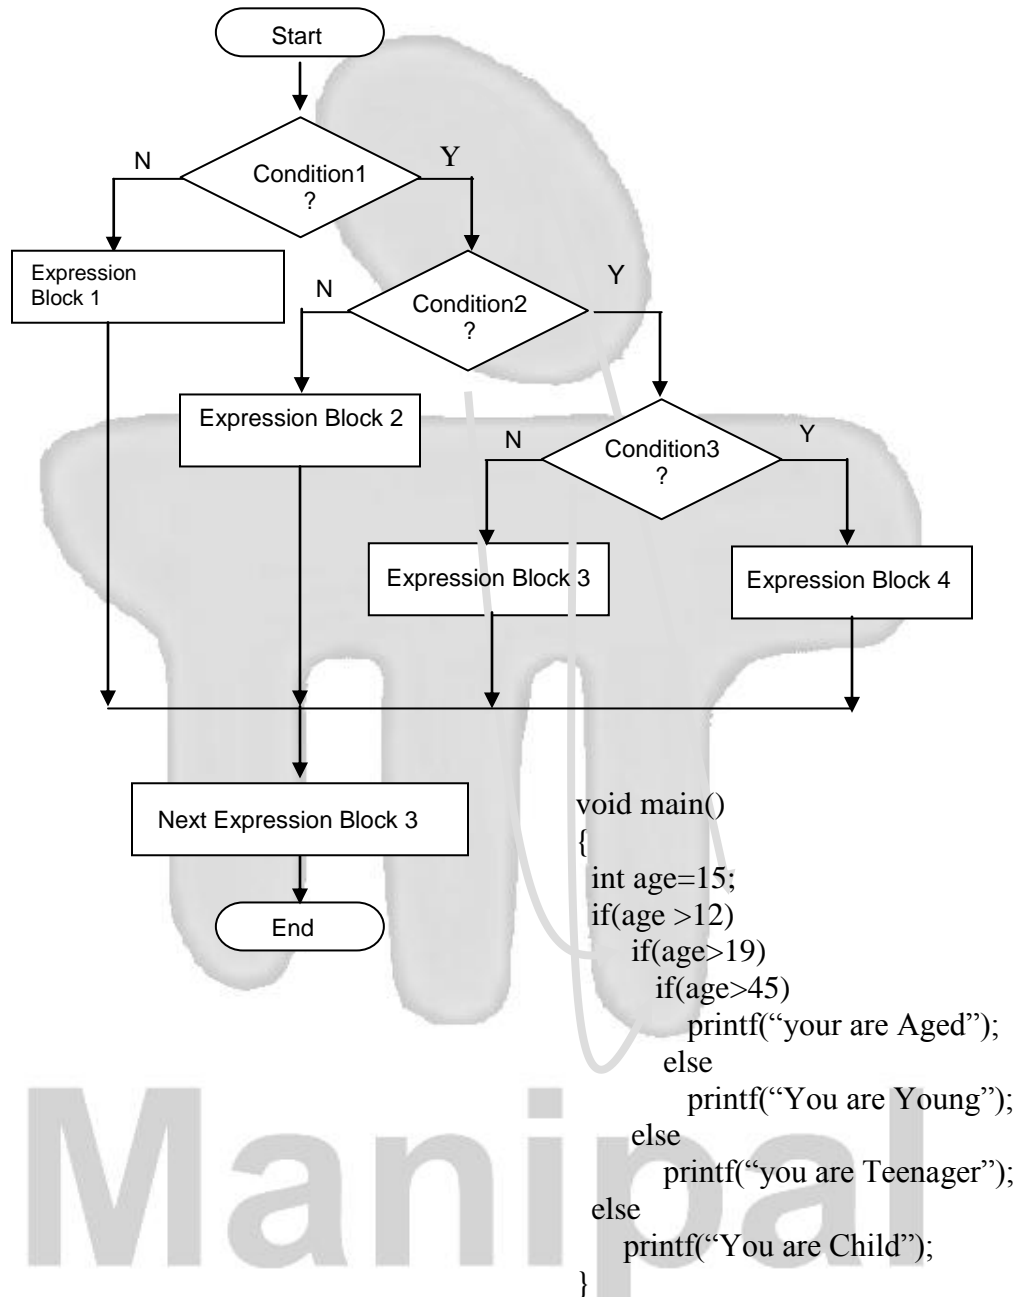 Start
N
Y
Condition1
?
Expression
Block 1
N
Y
Condition2
?
Expression Block 2
N
Y
Condition3
?
Expression Block 3
Expression Block 4
Next Expression Block 3
End
void main()
{
int age=15;
if(age >12)
if(age>19)
if(age>45)
printf(“your are Aged”);
else
printf(“You are Young”);
else
printf(“you are Teenager”);
else
printf(“You are Child”);
}
Manipal